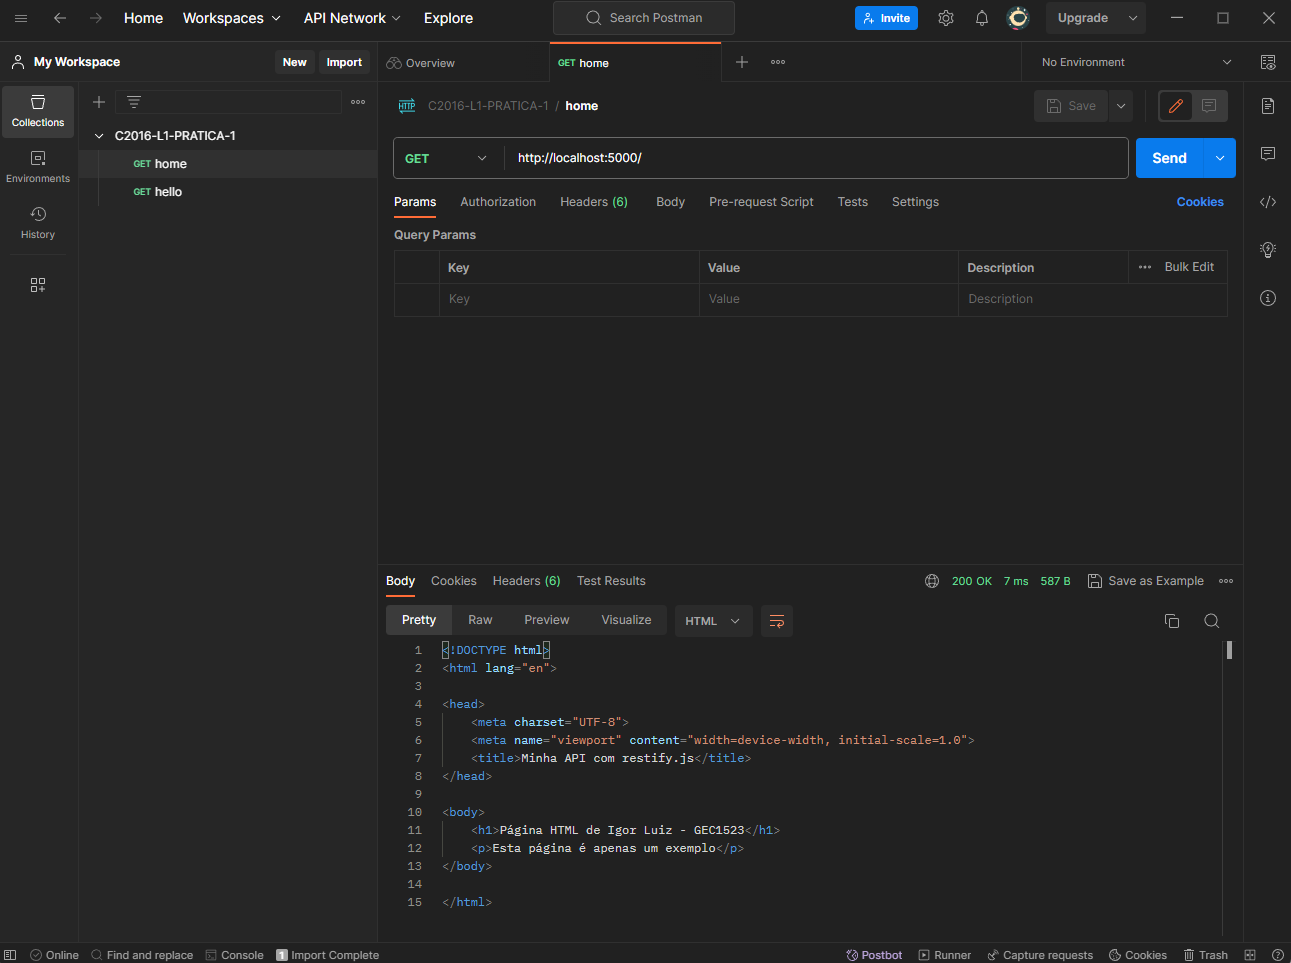 Home Workspaces API Network Explore Search Postman Invite Upgrade
My Workspace New Import Overview GET home No Environment
Collections
Environments
History
C2016-L1-PRATICA-1
GET home
GET hello
HTTP C2016-L1-PRATICA-1 / home Save
GET http://localhost:5000/ Send
Params Authorization Headers (6) Body Pre-request Script Tests Settings Cookies
Query Params
Key Value Description Bulk Edit
Key Value Description
Body Cookies Headers (6) Test Results 200 OK 7 ms 587 B Save as Example
Pretty Raw Preview Visualize HTML
1 <!DOCTYPE html>
2 <html lang="en">
3
4 <head>
5 <meta charset="UTF-8">
6 <meta name="viewport" content="width=device-width, initial-scale=1.0">
7 <title>Minha API com restify.js</title>
8 </head>
9
10 <body>
11 <h1>Página HTML de Igor Luiz - GEC1523</h1>
12 <p>Esta página é apenas um exemplo</p>
13 </body>
14
15 </html>
Online Find and replace Console 1 Import Complete Postbot Runner Capture requests Cookies Trash